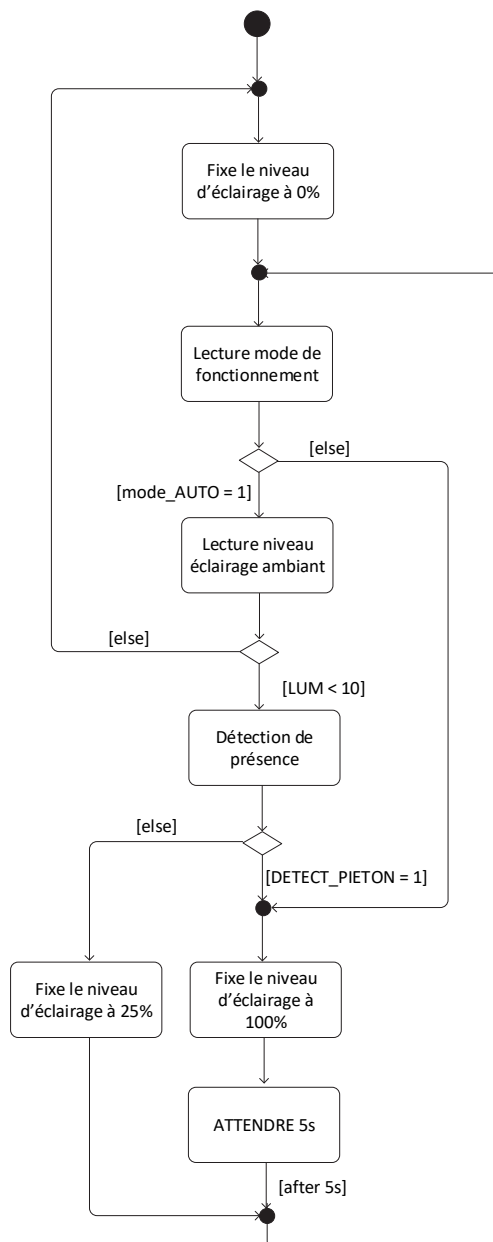 Fixe le niveau
d’éclairage à 0%
Lecture mode de
fonctionnement
[else]
[mode_AUTO = 1]
Lecture niveau
éclairage ambiant
[else]
[LUM < 10]
Détection de
présence
[else]
[DETECT_PIETON = 1]
Fixe le niveau
d’éclairage à 25%
Fixe le niveau
d’éclairage à
100%
ATTENDRE 5s
[after 5s]